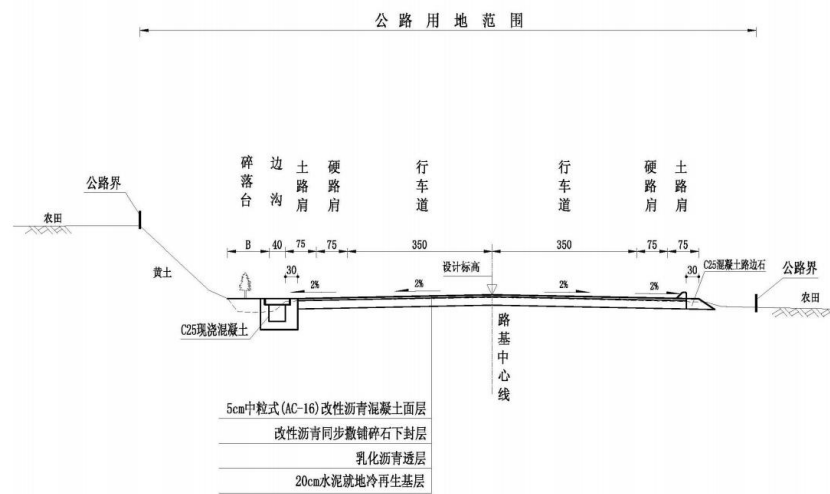 公路用地范围
碎落台
边沟
土路肩
硬路肩
行车道
行车道
硬路肩
土路肩
公路界
农田
B
40
75
75
350
350
75
75
设计标高
C25混凝土路边石
公路界
黄土
30
2%
2%
2%
2%
30
农田
C25现浇混凝土
路基中心线
5cm中粒式(AC-16)改性沥青混凝土面层
改性沥青同步撒铺碎石下封层
乳化沥青透层
20cm水泥就地冷再生基层